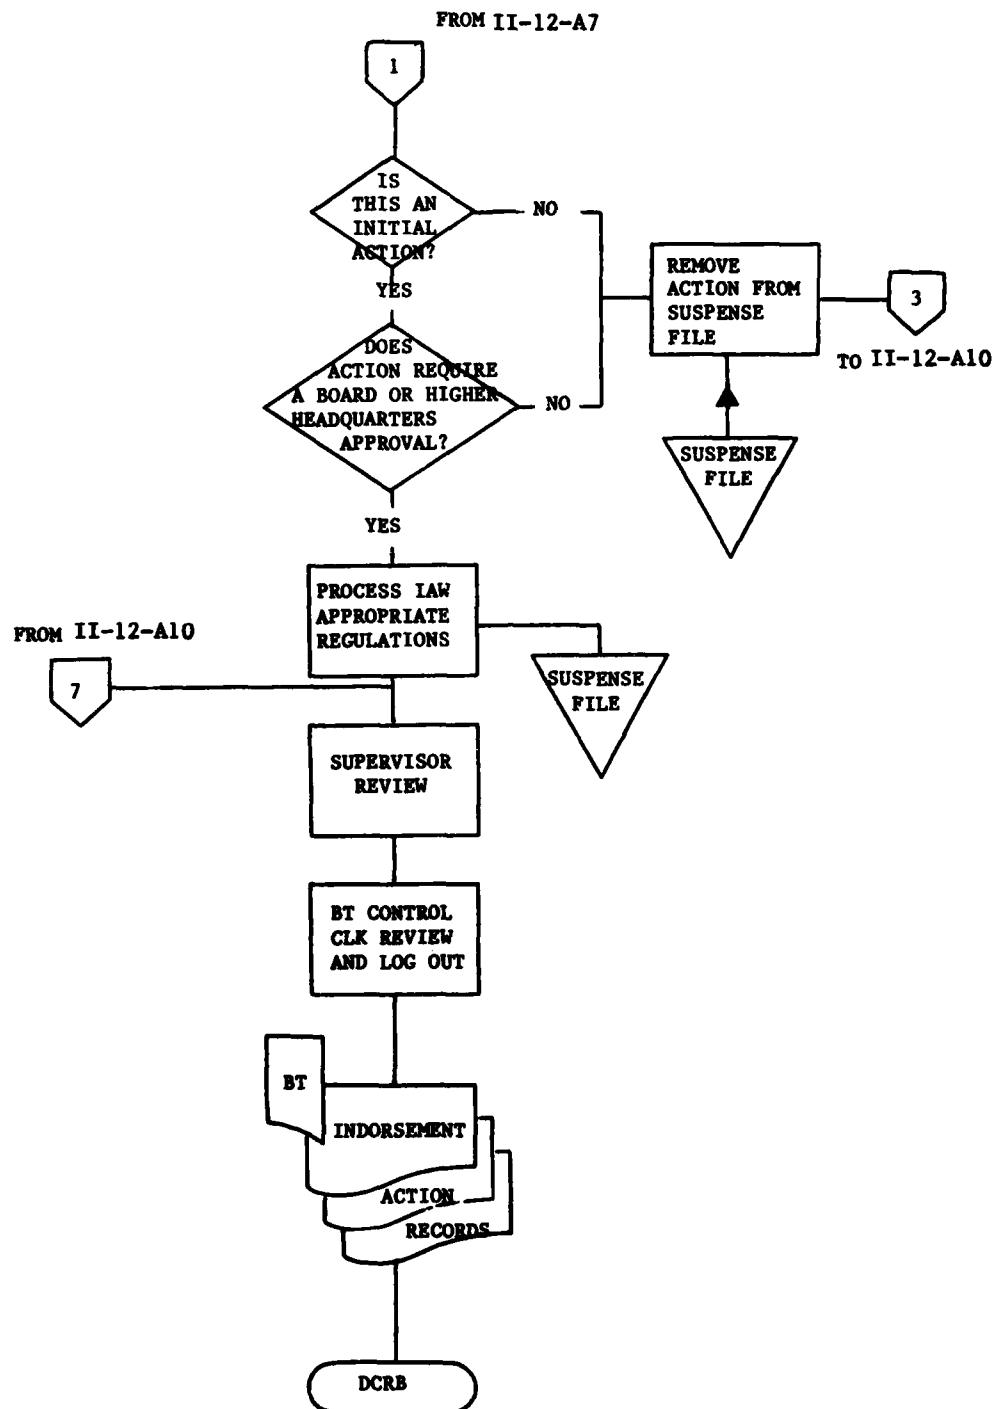 FROM II-12-A7
1
IS
THIS AN
INITIAL
ACTION?
NO
YES
REMOVE
ACTION FROM
SUSPENSE
FILE
3
TO II-12-A10
DOES
ACTION REQUIRE
A BOARD OR HIGHER
HEADQUARTERS
APPROVAL?
NO
SUSPENSE
FILE
YES
PROCESS IAW
APPROPRIATE
REGULATIONS
FROM II-12-A10
7
SUSPENSE
FILE
SUPERVISOR
REVIEW
BT CONTROL
CLK REVIEW
AND LOG OUT
BT
INDORSEMENT
ACTION
RECORDS
DCRB